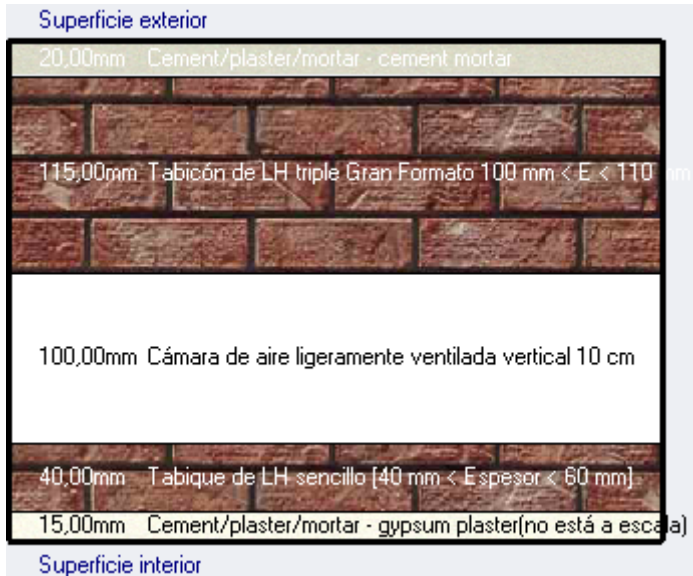 Superficie exterior
20,00mm Cement/plaster/mortar - cement mortar
115,00mm Tabicón de LH triple Gran Formato 100 mm < E < 110 mm
100,00mm Cámara de aire ligeramente ventilada vertical 10 cm
40,00mm Tabique de LH sencillo [40 mm < Espesor < 60 mm]
15,00mm Cement/plaster/mortar - gypsum plaster(no está a escala)
Superficie interior